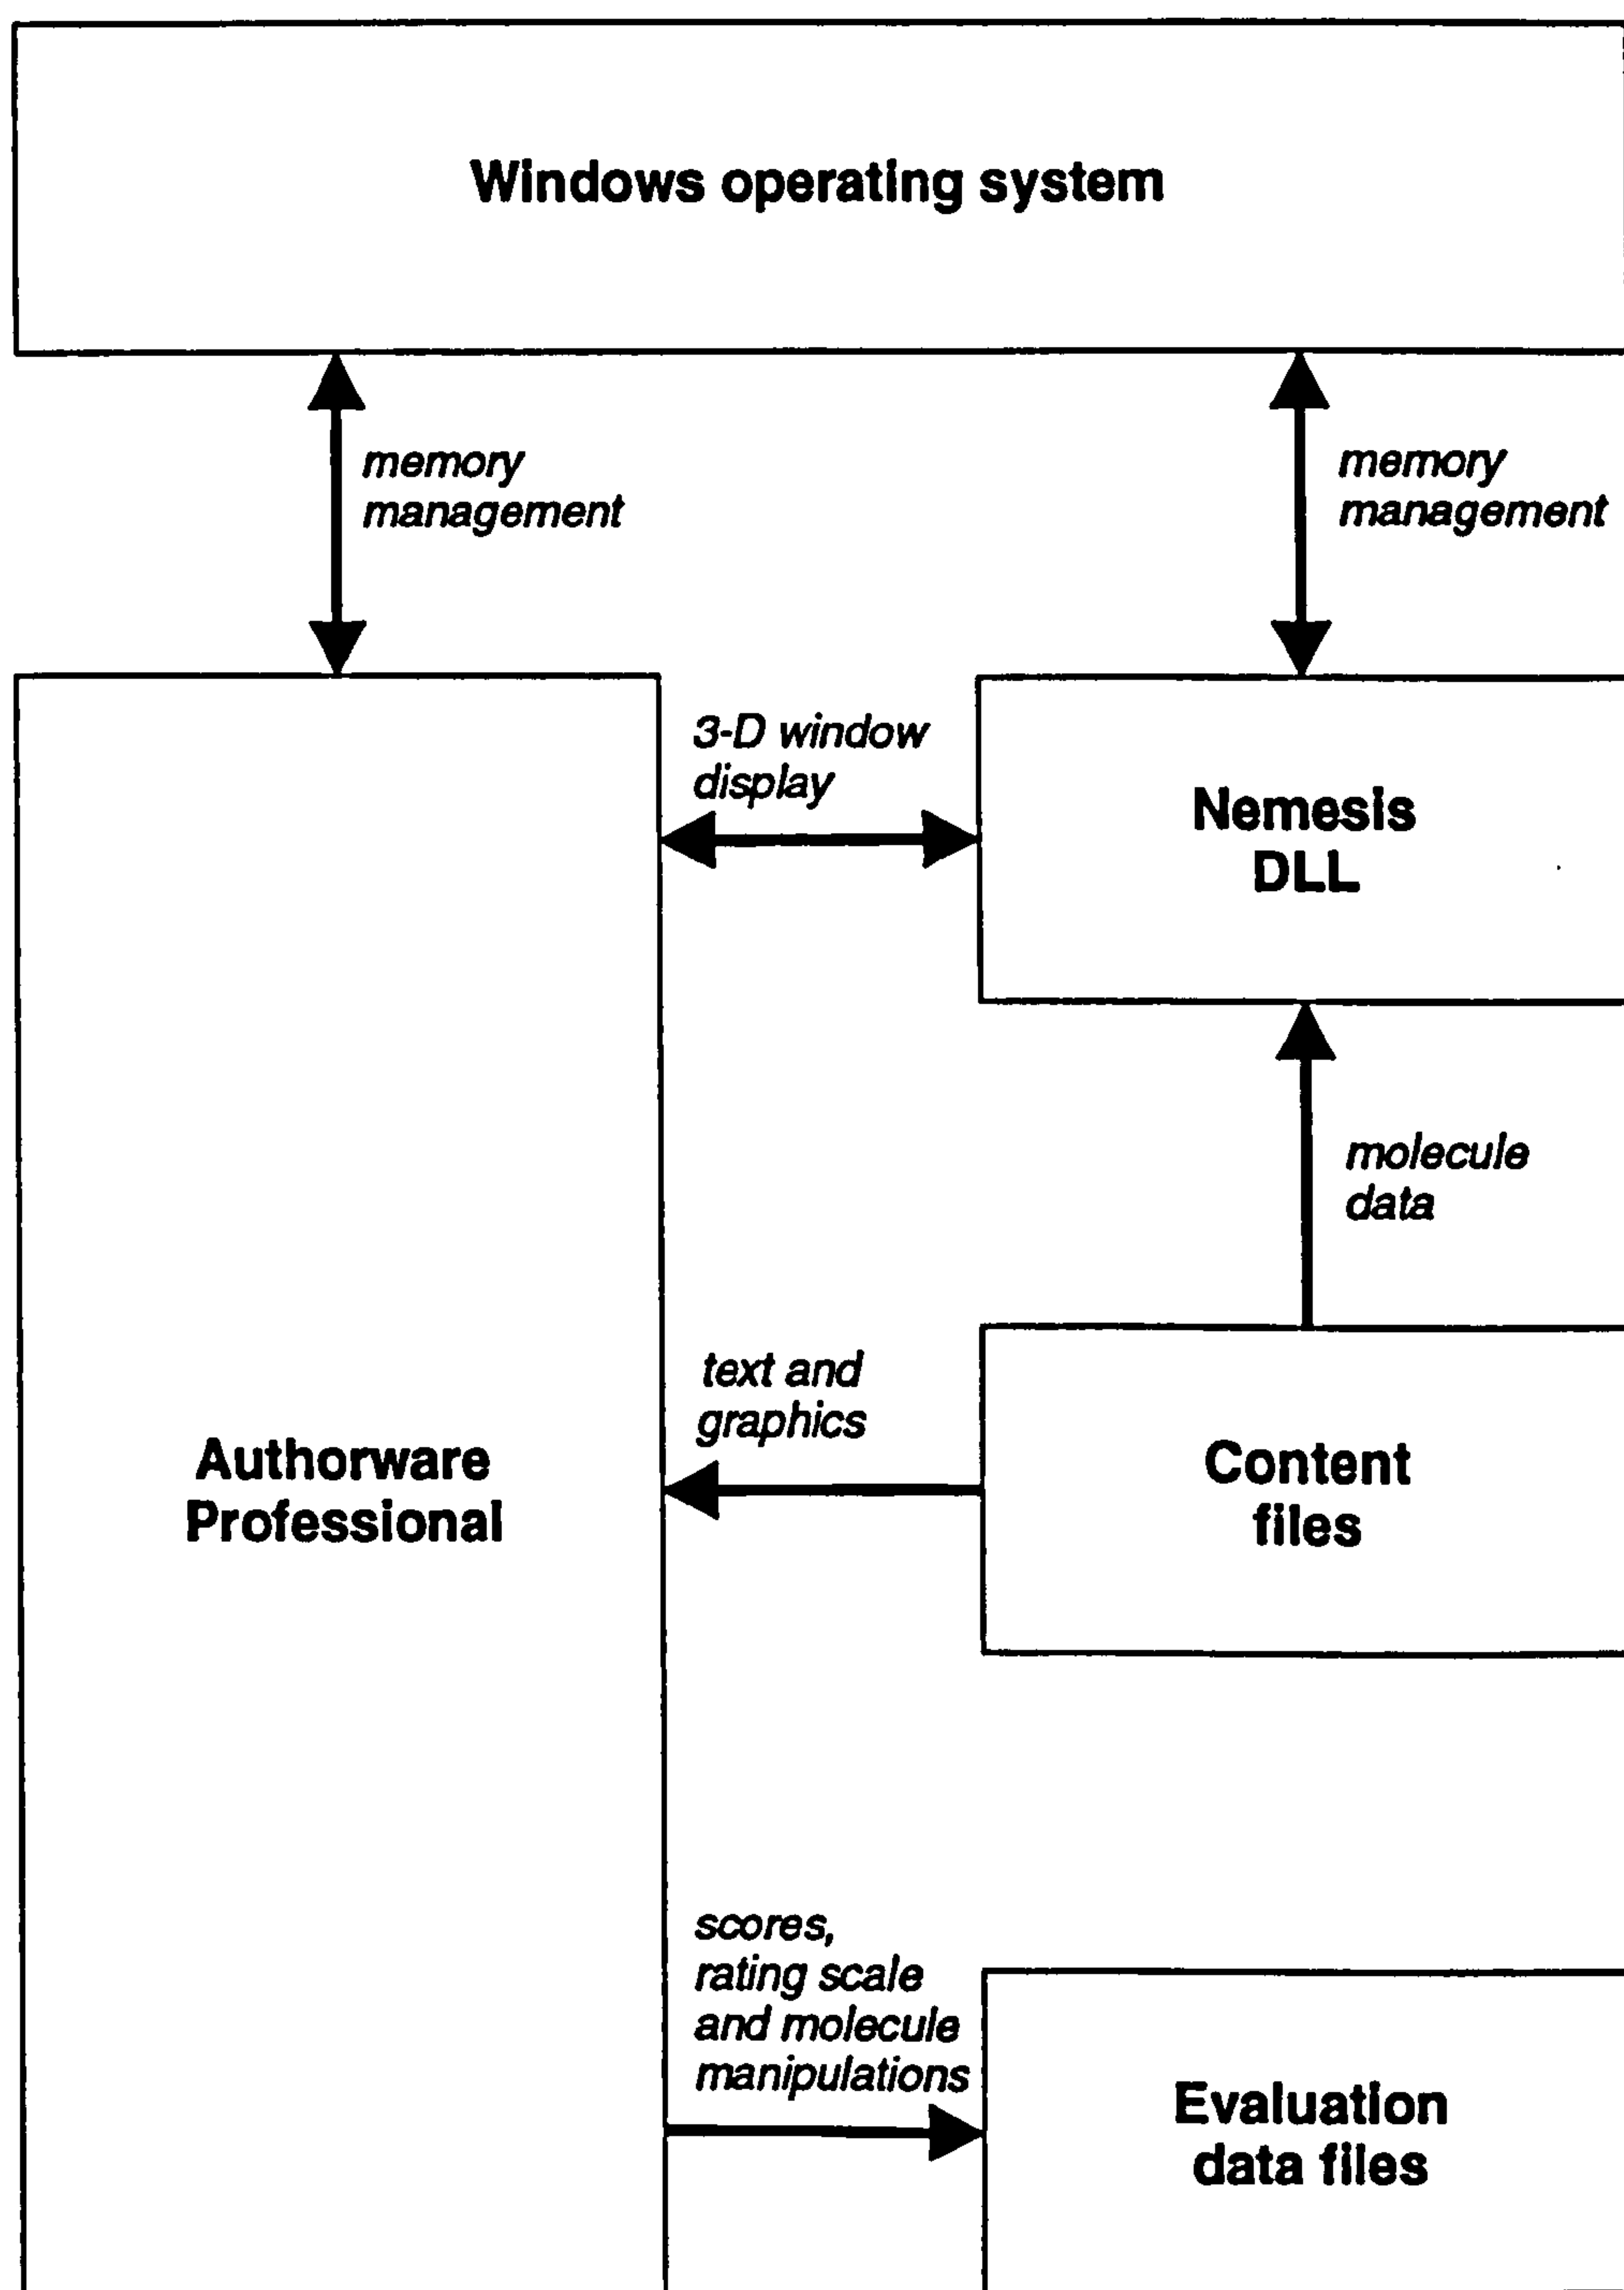 Windows operating system
memory
management
memory
management
3-D window
display
Nemesis
DLL
molecule
data
text and
graphics
Authorware
Professional
Content
files
scores,
rating scale
and molecule
manipulations
Evaluation
data files